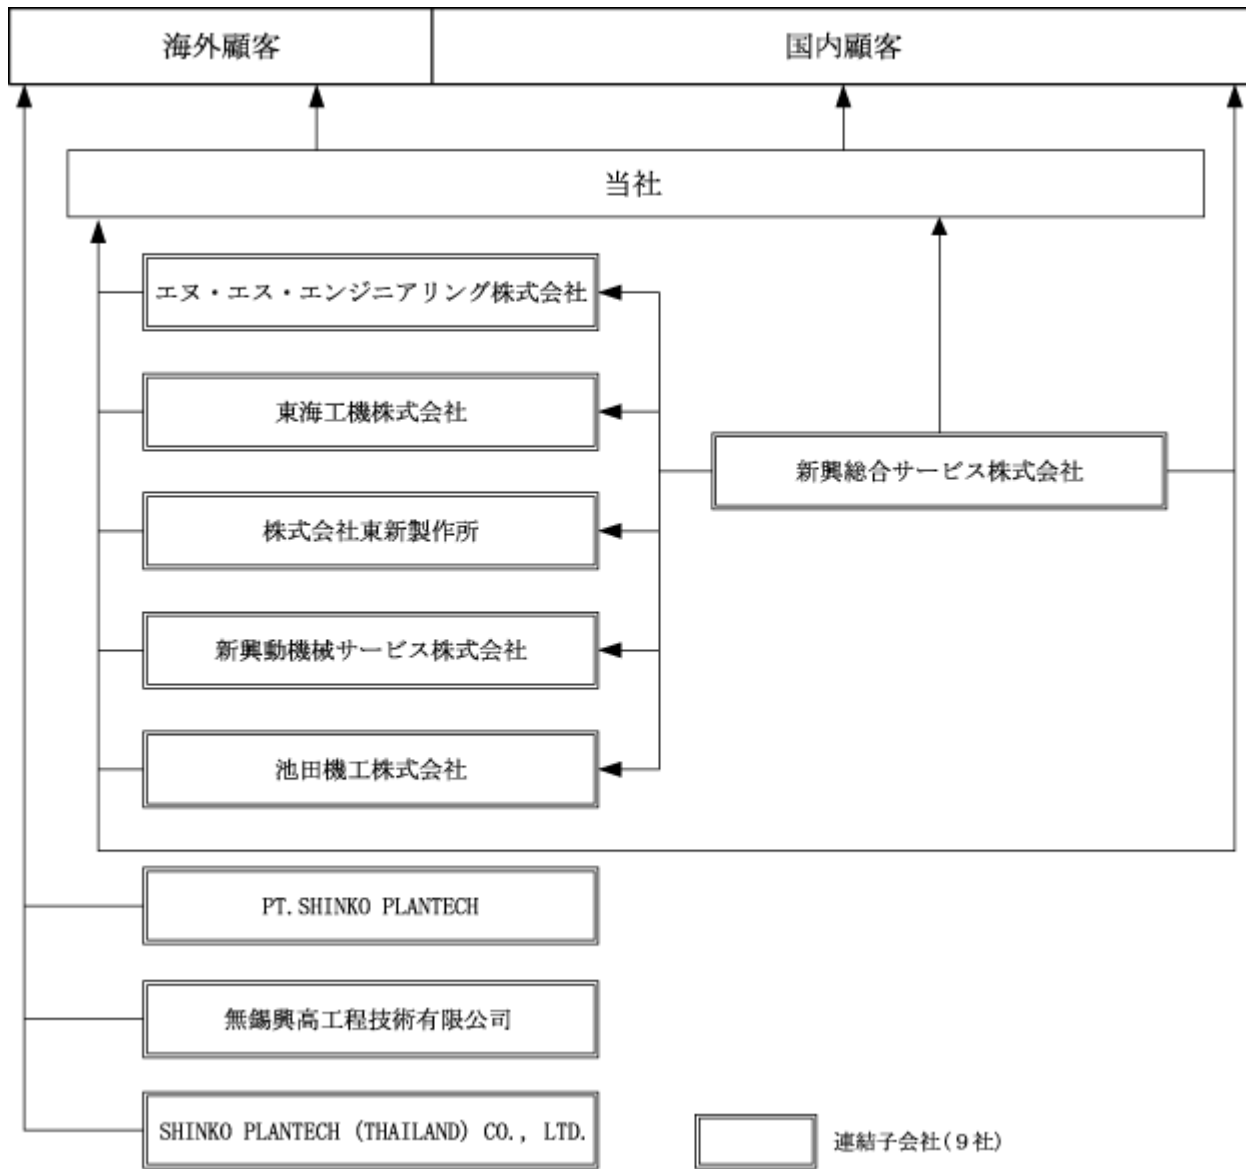 海外顧客
国内顧客
当社
エヌ・エス・エンジニアリング株式会社
東海工機株式会社
新興総合サービス株式会社
株式会社東新製作所
新興動機械サービス株式会社
池田機工株式会社
PT.SHINKO PLANTECH
無錫興高工程技術有限公司
SHINKO PLANTECH (THAILAND) CO., LTD.
連結子会社(9社)